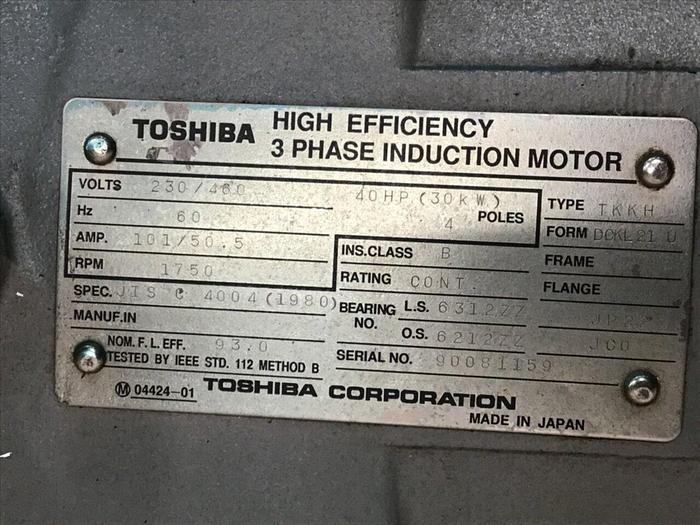 TOSHIBA HIGH EFFICIENCY
3 PHASE INDUCTION MOTOR
VOLTS 230/460 40HP(30kW)
Hz 60 4 POLES
AMP. 101/50.5
RPM 1750
TYPE TKKH
FORM DCKL21 U
FRAME
FLANGE
INS.CLASS B
RATING CONT.
SPEC. JIS C 4004(1980)
MANUF.IN
BEARING NO. L.S. 6312ZZ JP22
O.S. 6212ZZ JC0
NOM. F. L. EFF. 93.0
TESTED BY IEEE STD. 112 METHOD B
SERIAL NO. 90081159
M 04424-01 TOSHIBA CORPORATION
MADE IN JAPAN